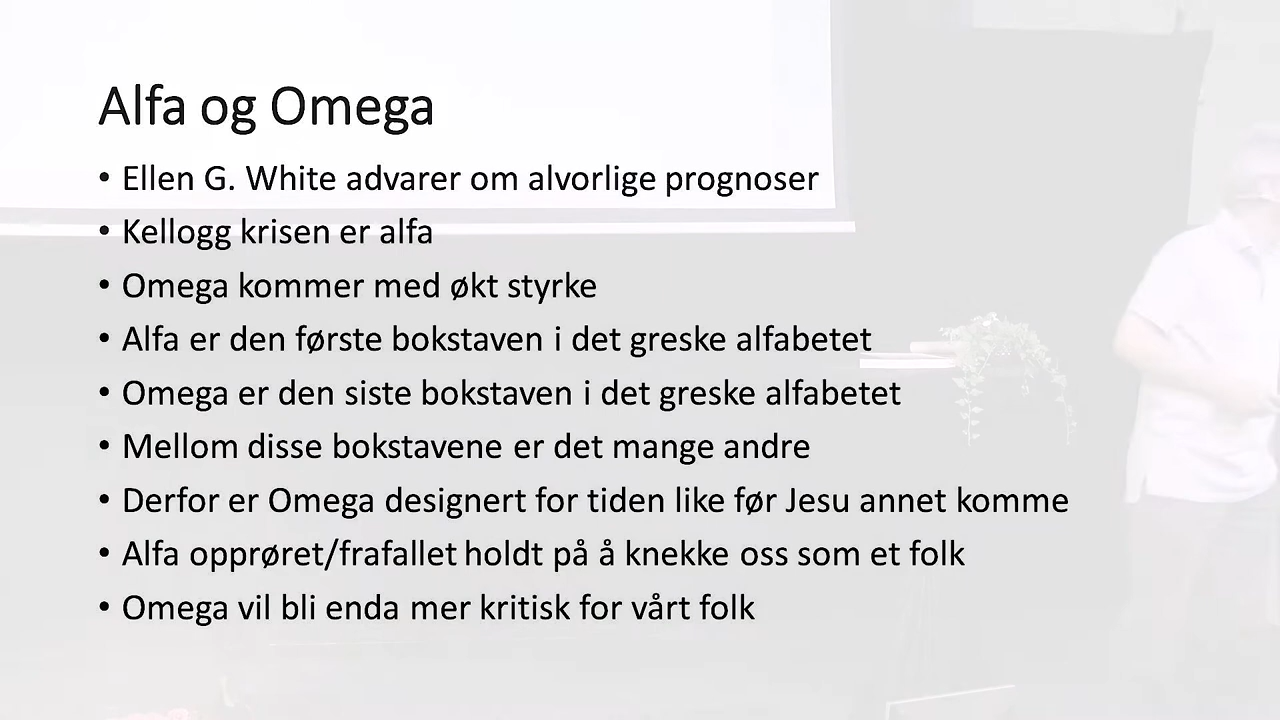 Alfa og Omega
• Ellen G. White advarer om alvorlige prognoser
• Kellogg krisen er alfa
• Omega kommer med økt styrke
• Alfa er den første bokstaven i det greske alfabetet
• Omega er den siste bokstaven i det greske alfabetet
• Mellom disse bokstavene er det mange andre
• Derfor er Omega designert for tiden like før Jesu annet komme
• Alfa opprøret/frafallet holdt på å knekke oss som et folk
• Omega vil bli enda mer kritisk for vårt folk